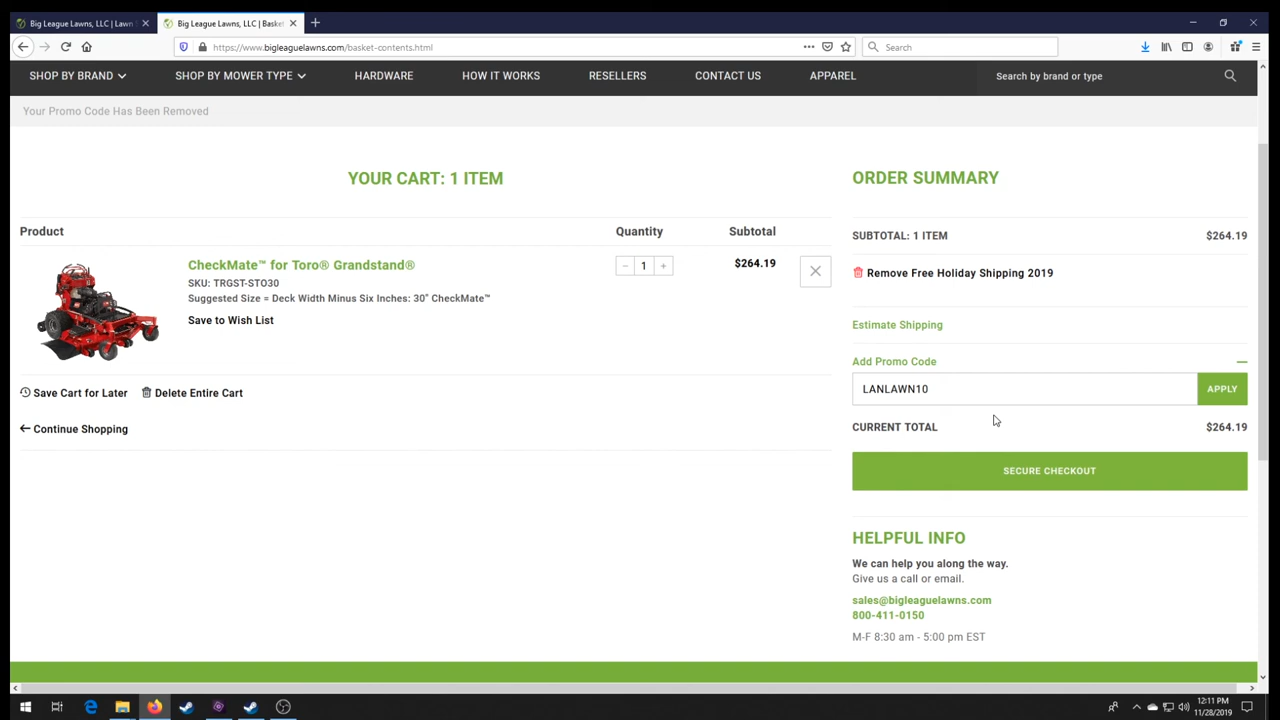 Big League Lawns, LLC | Lawn
Big League Lawns, LLC | Basket
https://www.bigleaguelawns.com/basket-contents.html
Search
SHOP BY BRAND
SHOP BY MOWER TYPE
HARDWARE
HOW IT WORKS
RESELLERS
CONTACT US
APPAREL
Search by brand or type
Your Promo Code Has Been Removed
YOUR CART: 1 ITEM
Product
Quantity
Subtotal
CheckMate™ for Toro® Grandstand®
SKU: TRGST-STO30
Suggested Size = Deck Width Minus Six Inches: 30" CheckMate™
Save to Wish List
1
$264.19
Save Cart for Later
Delete Entire Cart
Continue Shopping
ORDER SUMMARY
SUBTOTAL: 1 ITEM
$264.19
Remove Free Holiday Shipping 2019
Estimate Shipping
Add Promo Code
LANLAWN10
APPLY
CURRENT TOTAL
$264.19
SECURE CHECKOUT
HELPFUL INFO
We can help you along the way.
Give us a call or email.
sales@bigleaguelawns.com
800-411-0150
M-F 8:30 am - 5:00 pm EST
12:11 PM
11/28/2019